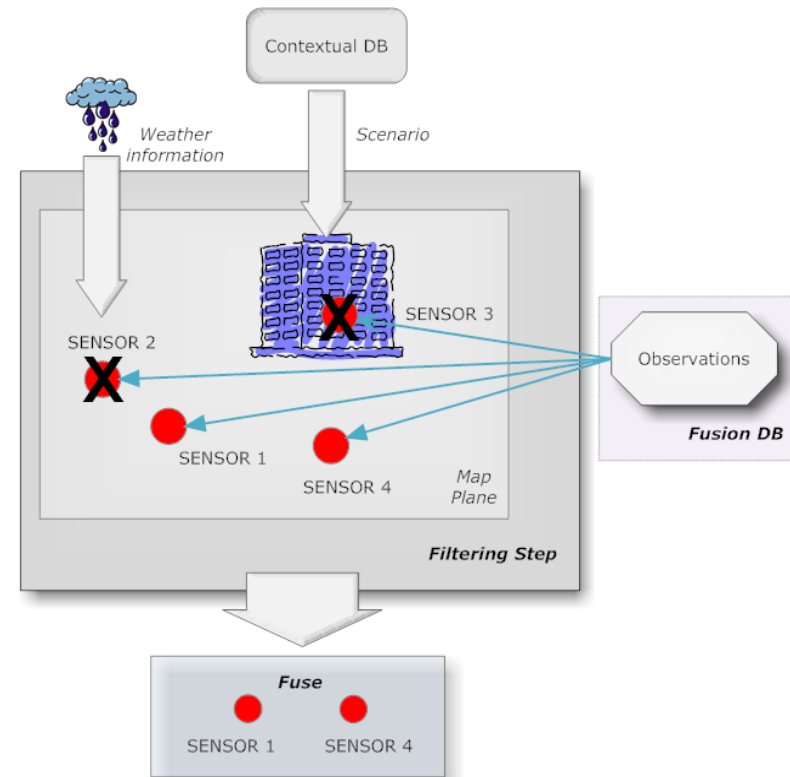 Contextual DB
Weather
information
Scenario
SENSOR 3
SENSOR 2
Observations
SENSOR 1
SENSOR 4
Fusion DB
Map
Plane
Filtering Step
Fuse
SENSOR 1
SENSOR 4